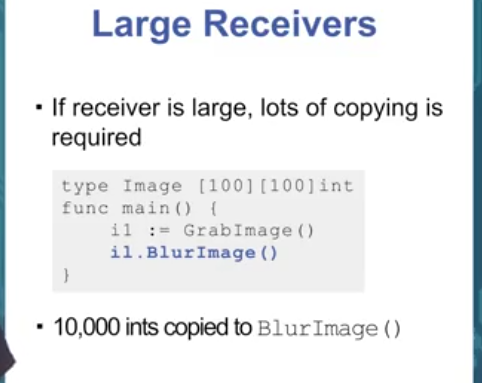 Large Receivers
▪ If receiver is large, lots of copying is
required
type Image [100][100]int
func main() {
i1 := GrabImage()
i1.BlurImage()
}
▪ 10,000 ints copied to BlurImage()